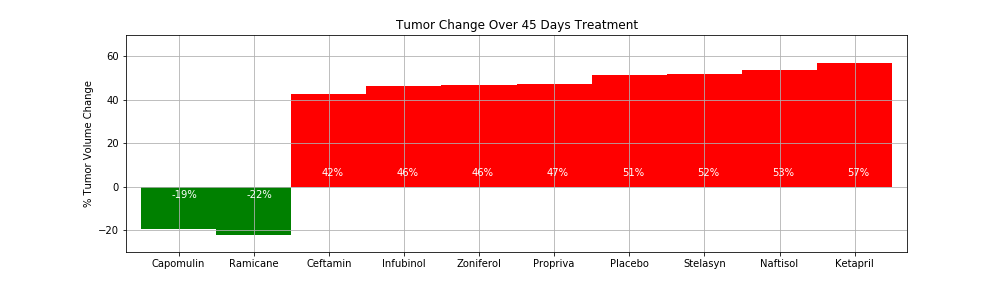 Tumor Change Over 45 Days Treatment
% Tumor Volume Change
60
40
20
0
−20
-19%
-22%
42%
46%
46%
47%
51%
52%
53%
57%
Capomulin
Ramicane
Ceftamin
Infubinol
Zoniferol
Propriva
Placebo
Stelasyn
Naftisol
Ketapril